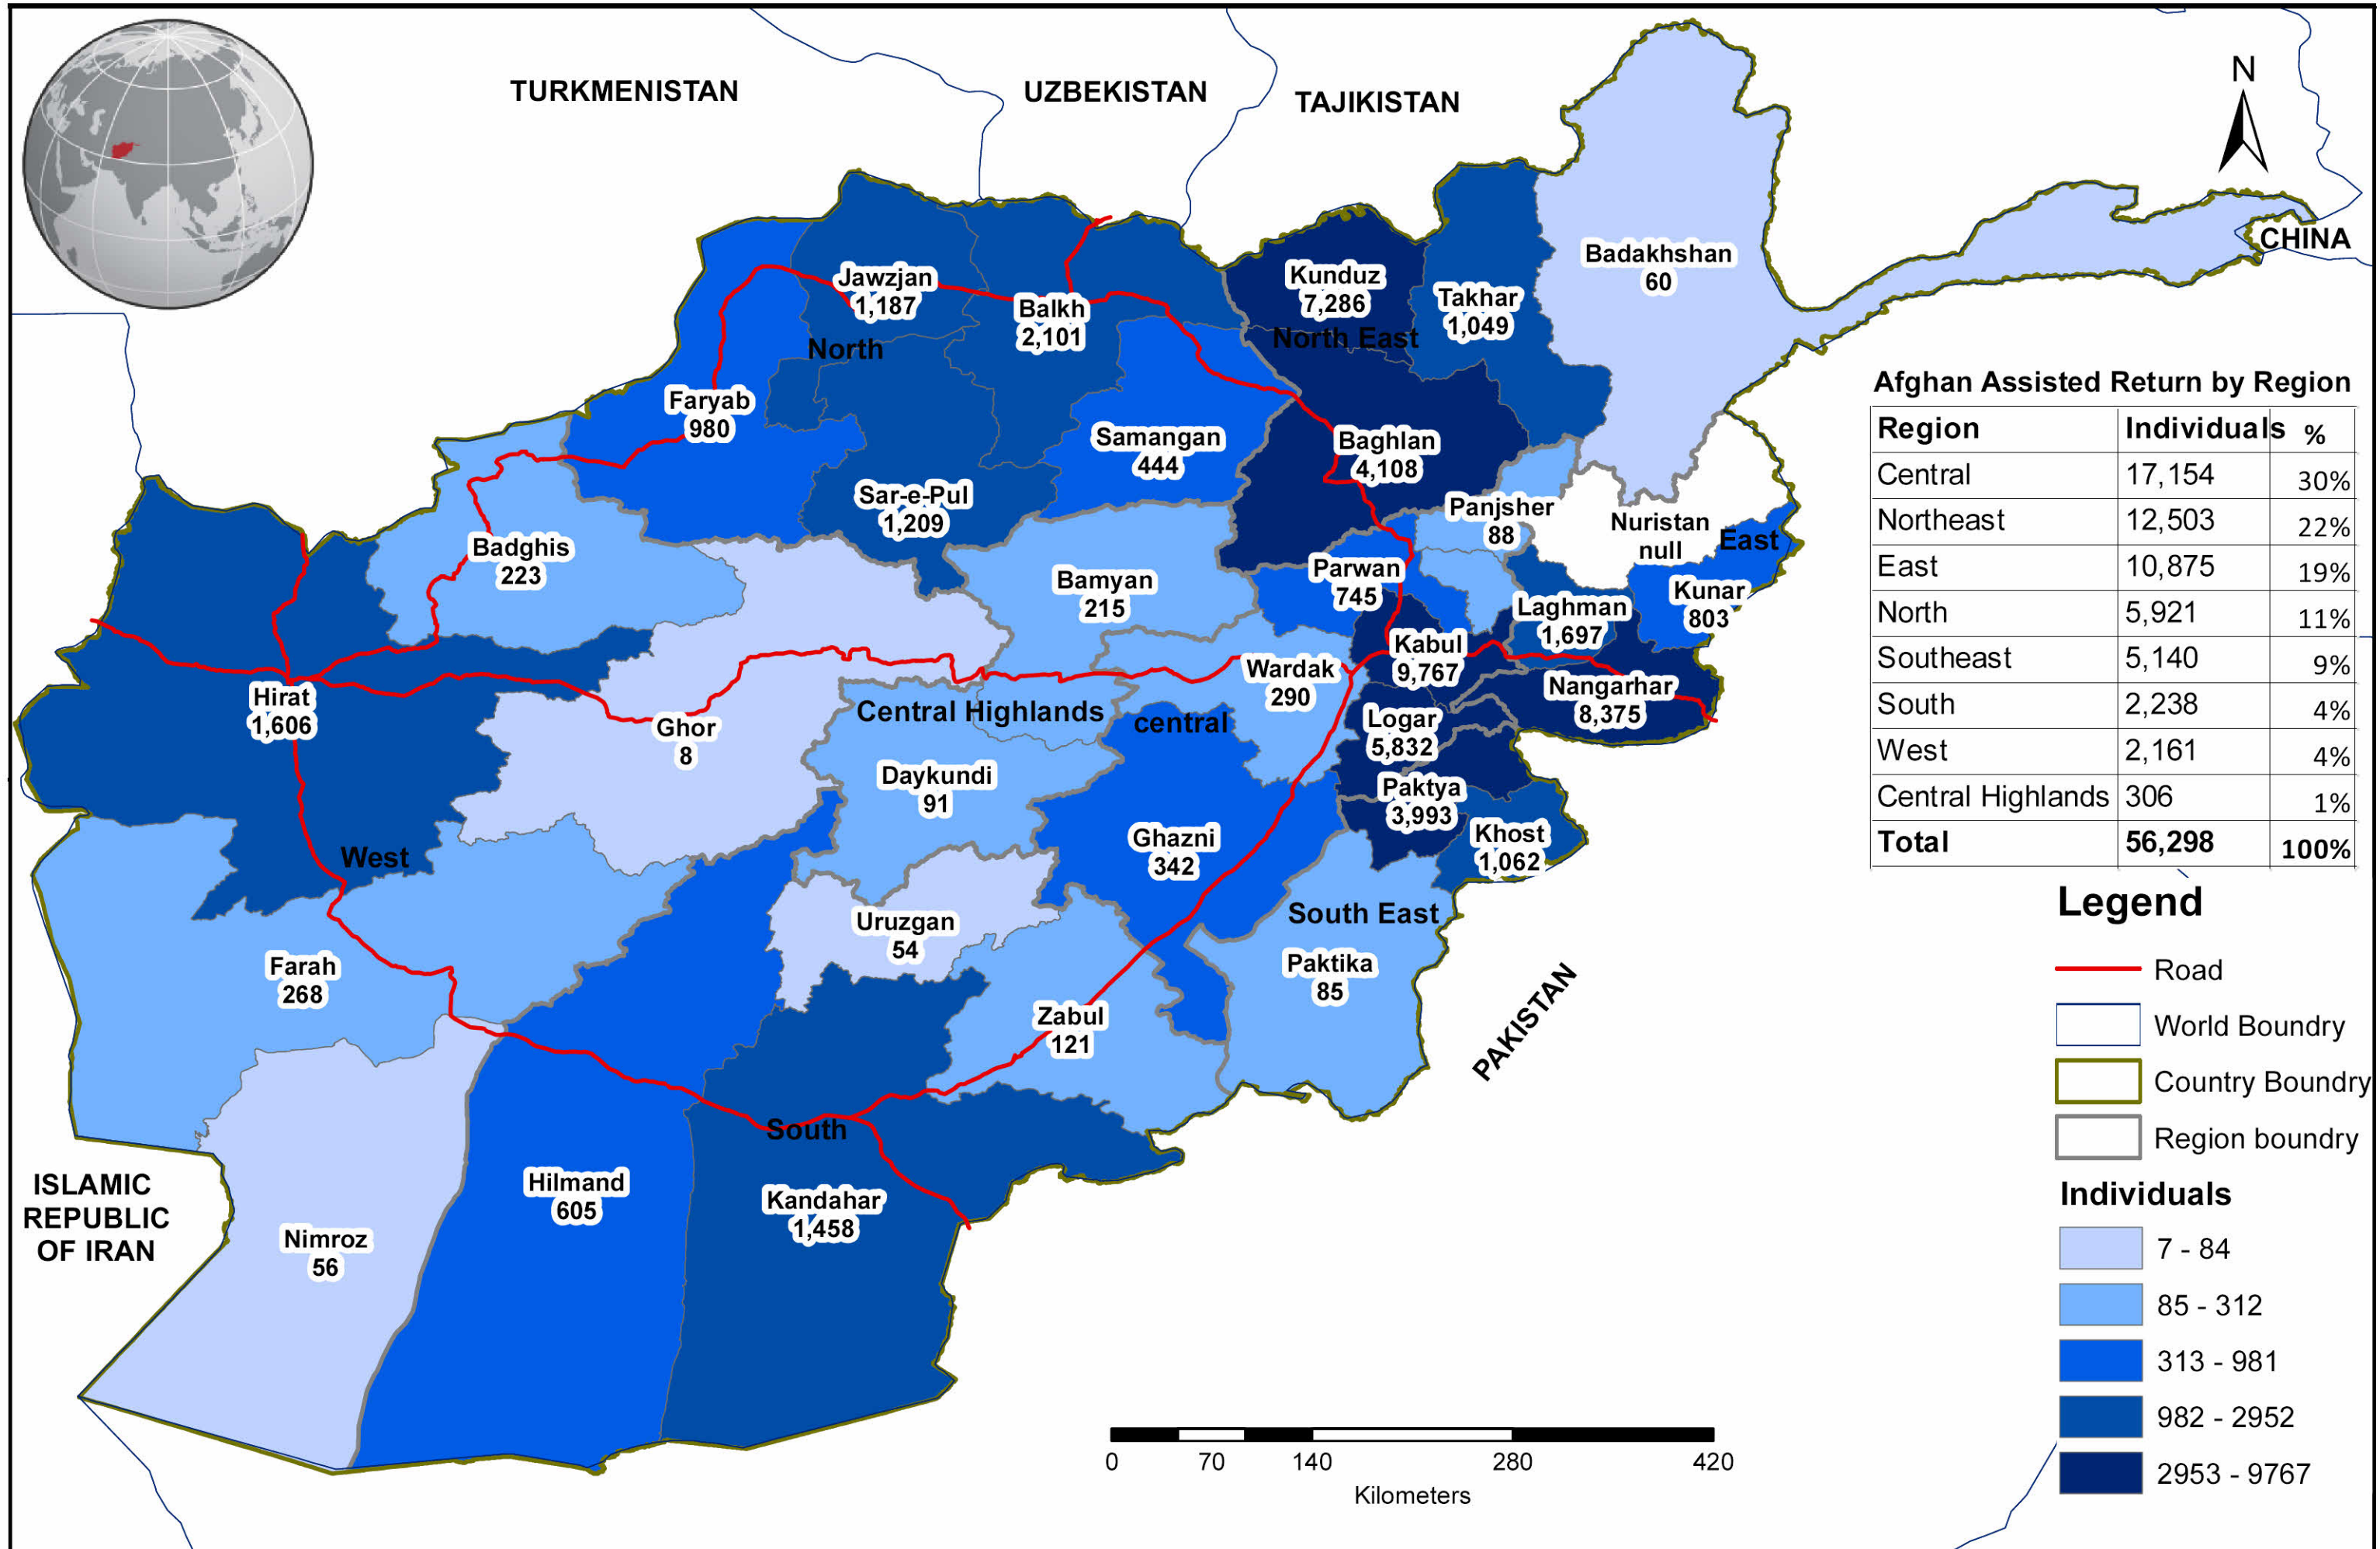 TURKMENISTAN
UZBEKISTAN
TAJIKISTAN
N
CHINA
Badakhshan
60
Kunduz
7,286
Takhar
1,049
North East
Jawzjan
1,187
Balkh
2,101
North
Faryab
980
Samangan
444
Baghlan
4,108
Sar-e-Pul
1,209
Panjsher
88
Nuristan
null
East
Badghis
223
Bamyan
215
Parwan
745
Kunar
803
Laghman
1,697
Kabul
9,767
Wardak
290
Nangarhar
8,375
Hirat
1,606
Ghor
8
Central Highlands
central
Logar
5,832
Daykundi
91
Paktya
3,993
Khost
1,062
Ghazni
342
West
Uruzgan
54
South East
Paktika
85
Farah
268
Zabul
121
PAKISTAN
South
Hilmand
605
Kandahar
1,458
Nimroz
56
ISLAMIC
REPUBLIC
OF IRAN
Afghan Assisted Return by Region
Region Individuals %
Central 17,154 30%
Northeast 12,503 22%
East 10,875 19%
North 5,921 11%
Southeast 5,140 9%
South 2,238 4%
West 2,161 4%
Central Highlands 306 1%
Total 56,298 100%
Legend
Road
World Boundry
Country Boundry
Region boundry
Individuals
7 - 84
85 - 312
313 - 981
982 - 2952
2953 - 9767
0 70 140 280 420
Kilometers